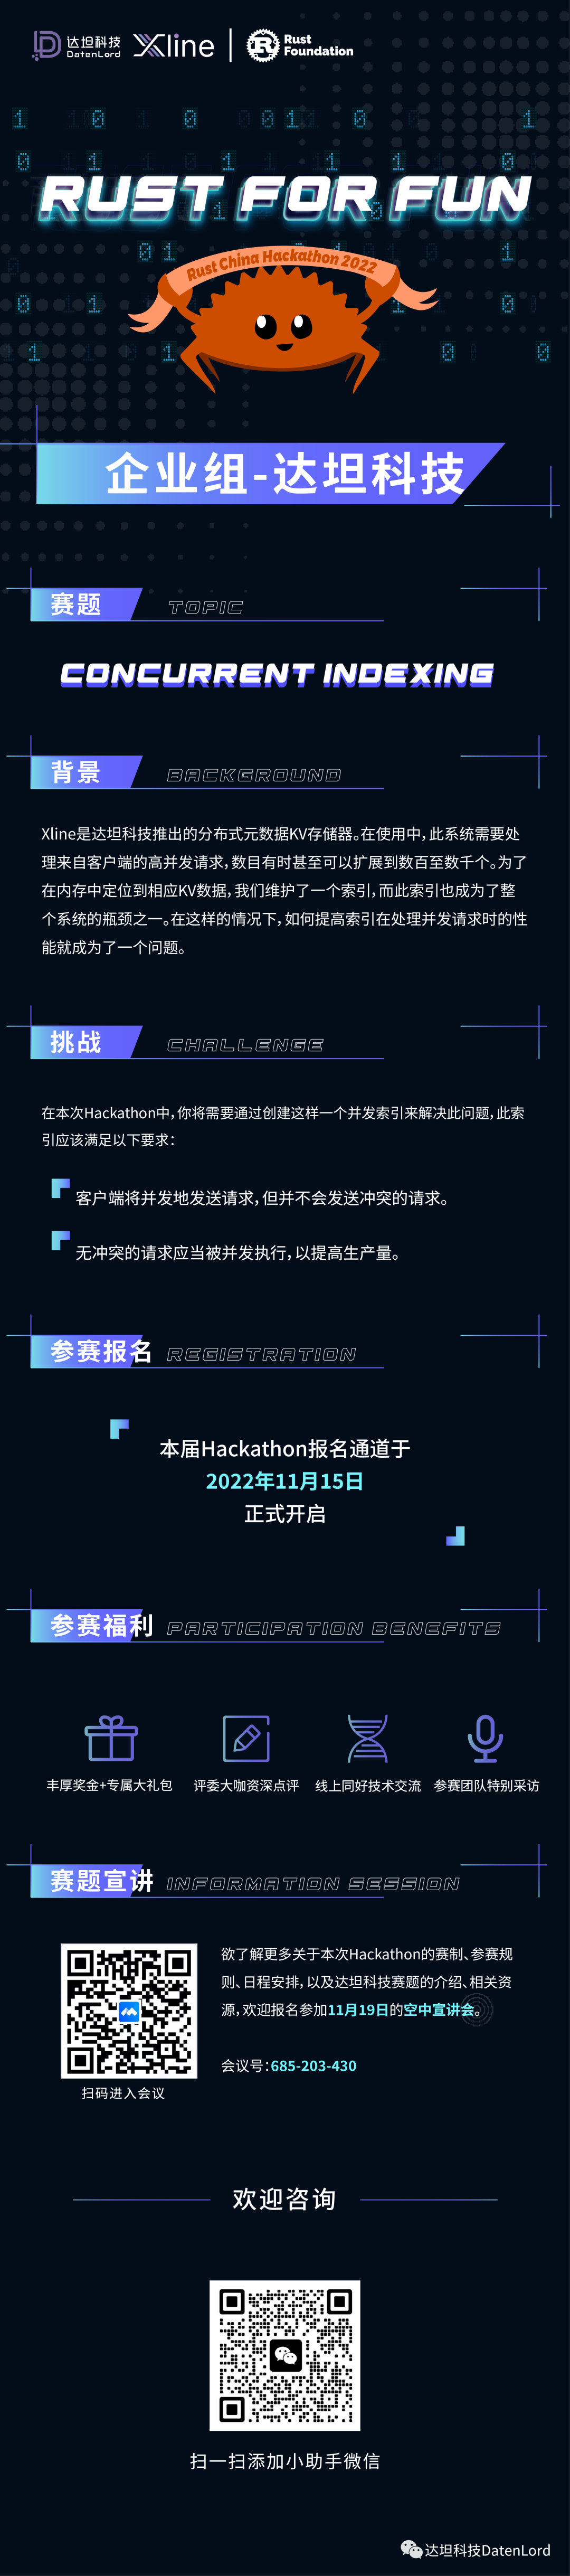 达坦科技
DatenLord
Xline
Rust
Foundation
RUST FOR FUN
Rust China Hackathon 2022
企业组-达坦科技
赛题 TOPIC
CONCURRENT INDEXING
背景 BACKGROUND
Xline是达坦科技推出的分布式元数据KV存储器。在使用中，此系统需要处
理来自客户端的高并发请求，数目有时甚至可以扩展到数百至数千个。为了
在内存中定位到相应KV数据，我们维护了一个索引，而此索引也成为了整
个系统的瓶颈之一。在这样的情况下，如何提高索引在处理并发请求时的性
能就成为了一个问题。
挑战 CHALLENGE
在本次Hackathon中，你将需要通过创建这样一个并发索引来解决此问题，此索
引应该满足以下要求：
客户端将并发地发送请求，但并不会发送冲突的请求。
无冲突的请求应当被并发执行，以提高生产量。
参赛报名 REGISTRATION
本届Hackathon报名通道于
2022年11月15日
正式开启
参赛福利 PARTICIPATION BENEFITS
丰厚奖金+专属大礼包 评委大咖资深点评 线上同好技术交流 参赛团队特别采访
赛题宣讲 INFORMATION SESSION
欲了解更多关于本次Hackathon的赛制、参赛规
则、日程安排，以及达坦科技赛题的介绍、相关资
源，欢迎报名参加11月19日的空中宣讲会。
会议号：685-203-430
扫码进入会议
欢迎咨询
扫一扫添加小助手微信
达坦科技DatenLord